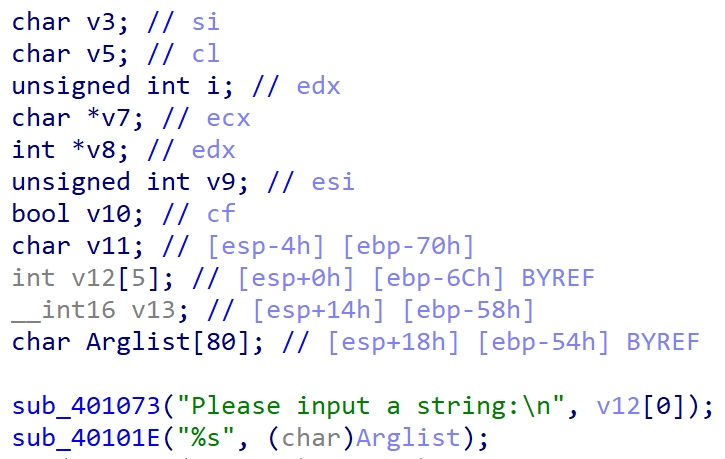 char v3; // si
char v5; // cl
unsigned int i; // edx
char *v7; // ecx
int *v8; // edx
unsigned int v9; // esi
bool v10; // cf
char v11; // [esp-4h] [ebp-70h]
int v12[5]; // [esp+0h] [ebp-6Ch] BYREF
__int16 v13; // [esp+14h] [ebp-58h]
char Arglist[80]; // [esp+18h] [ebp-54h] BYREF
sub_401073("Please input a string:\n", v12[0]);
sub_40101E("%s", (char)Arglist);